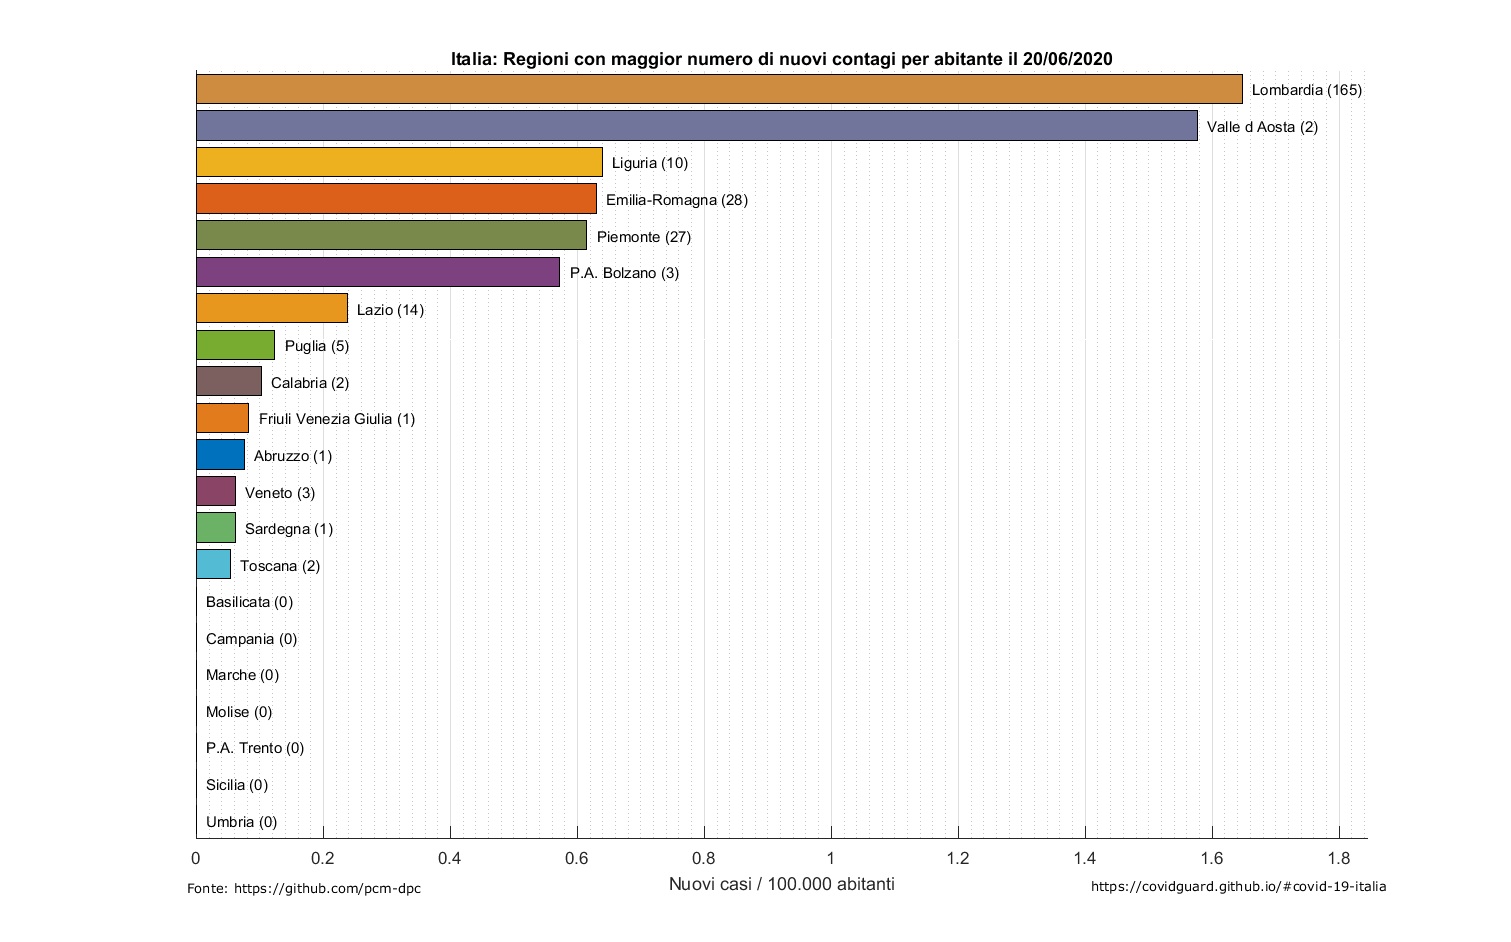 Italia: Regioni con maggior numero di nuovi contagi per abitante il 20/06/2020
Lombardia (165)
Valle d Aosta (2)
Liguria (10)
Emilia-Romagna (28)
Piemonte (27)
P.A. Bolzano (3)
Lazio (14)
Puglia (5)
Calabria (2)
Friuli Venezia Giulia (1)
Abruzzo (1)
Veneto (3)
Sardegna (1)
Toscana (2)
Basilicata (0)
Campania (0)
Marche (0)
Molise (0)
P.A. Trento (0)
Sicilia (0)
Umbria (0)
0 0.2 0.4 0.6 0.8 1 1.2 1.4 1.6 1.8
Nuovi casi / 100.000 abitanti
Fonte: https://github.com/pcm-dpc
https://covidguard.github.io/#covid-19-italia